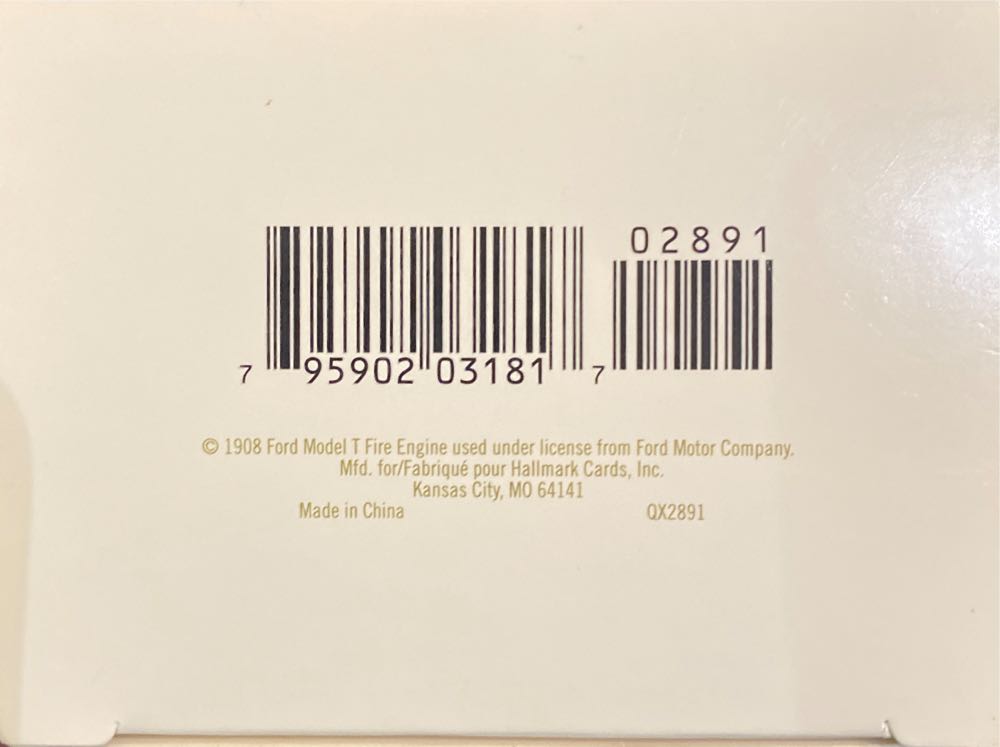 02891
7 95902 03181 7
© 1908 Ford Model T Fire Engine used under license from Ford Motor Company.
Mfd. for/Fabriqué pour Hallmark Cards, Inc.
Kansas City, MO 64141
Made in China QX2891